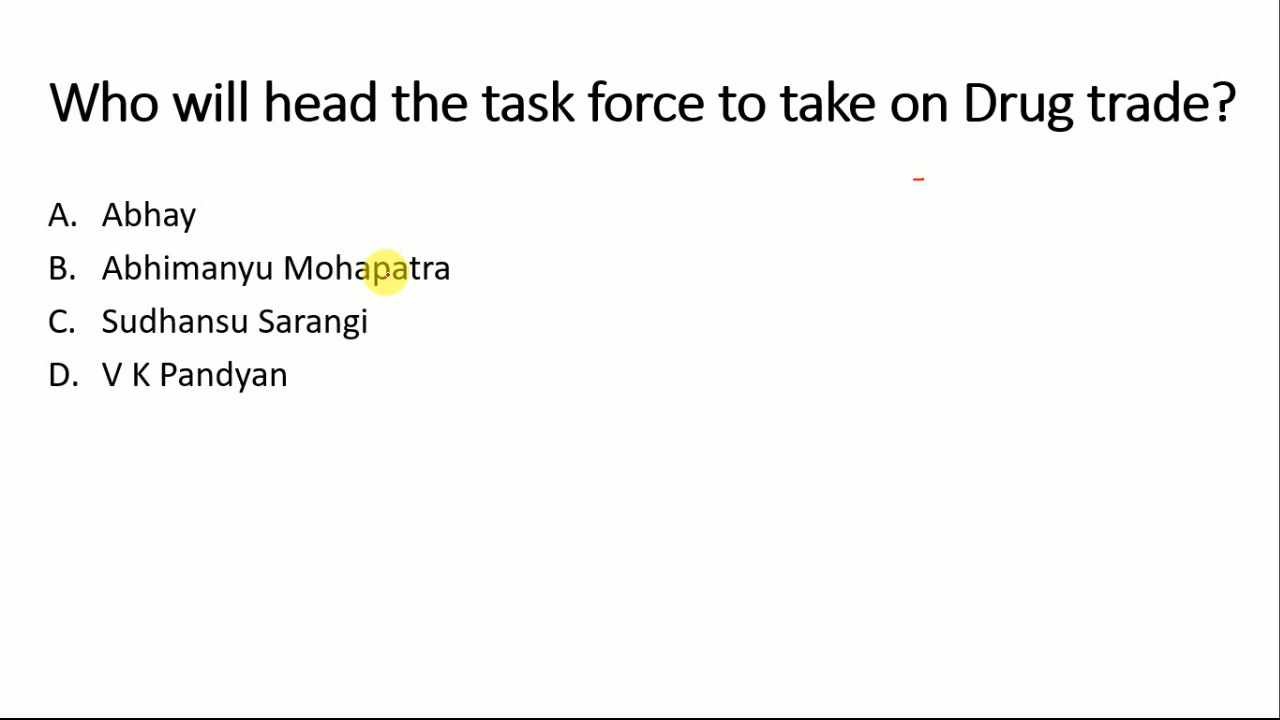 Who will head the task force to take on Drug trade?
A. Abhay
B. Abhimanyu Mohapatra
C. Sudhansu Sarangi
D. V K Pandyan